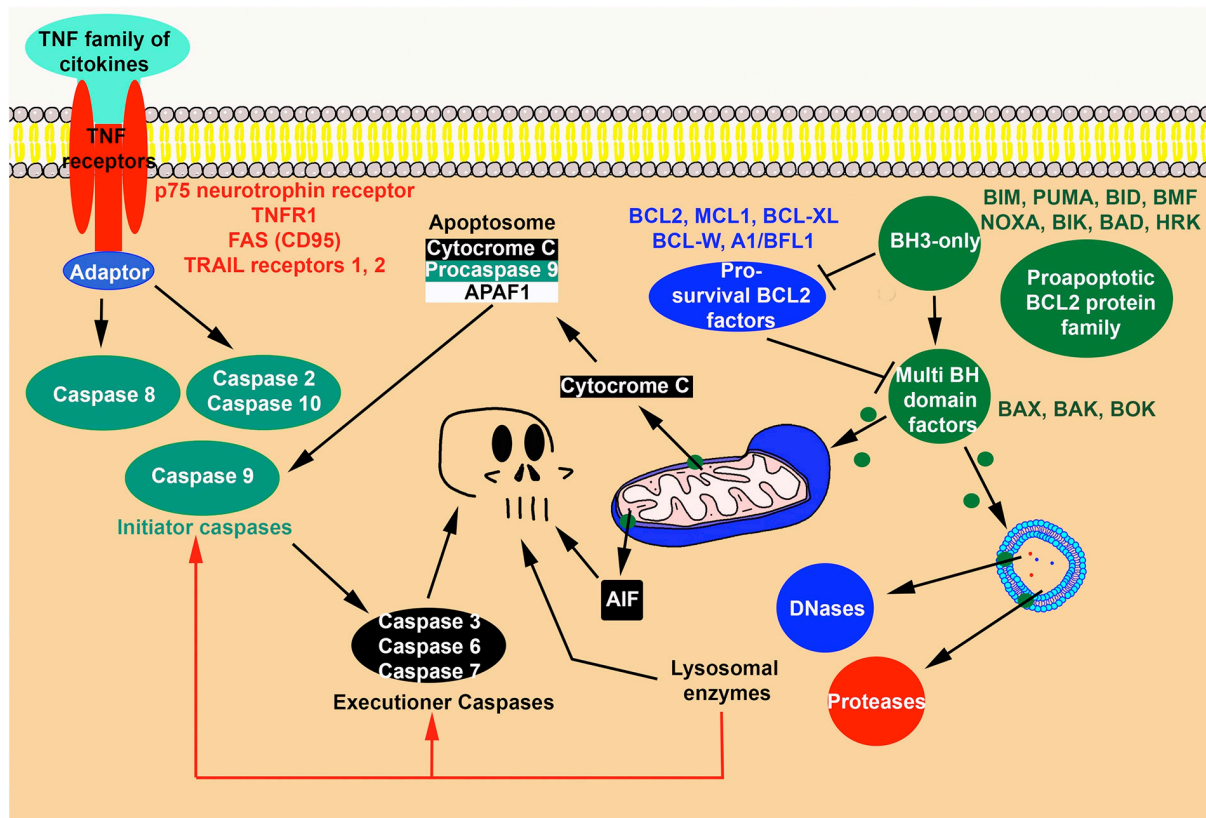 TNF family of
citokines
TNF
receptors
p75 neurotrophin receptor
TNFR1
FAS (CD95)
TRAIL receptors 1, 2
Adaptor
Caspase 8
Caspase 2
Caspase 10
Caspase 9
Initiator caspases
Apoptosome
Cytocrome C
Procaspase 9
APAF1
Cytocrome C
BCL2, MCL1, BCL-XL
BCL-W, A1/BFL1
Pro-
survival BCL2
factors
BH3-only
BIM, PUMA, BID, BMF
NOXA, BIK, BAD, HRK
Proapoptotic
BCL2 protein
family
Multi BH
domain
factors
BAX, BAK, BOK
AIF
Caspase 3
Caspase 6
Caspase 7
Executioner Caspases
Lysosomal
enzymes
DNases
Proteases